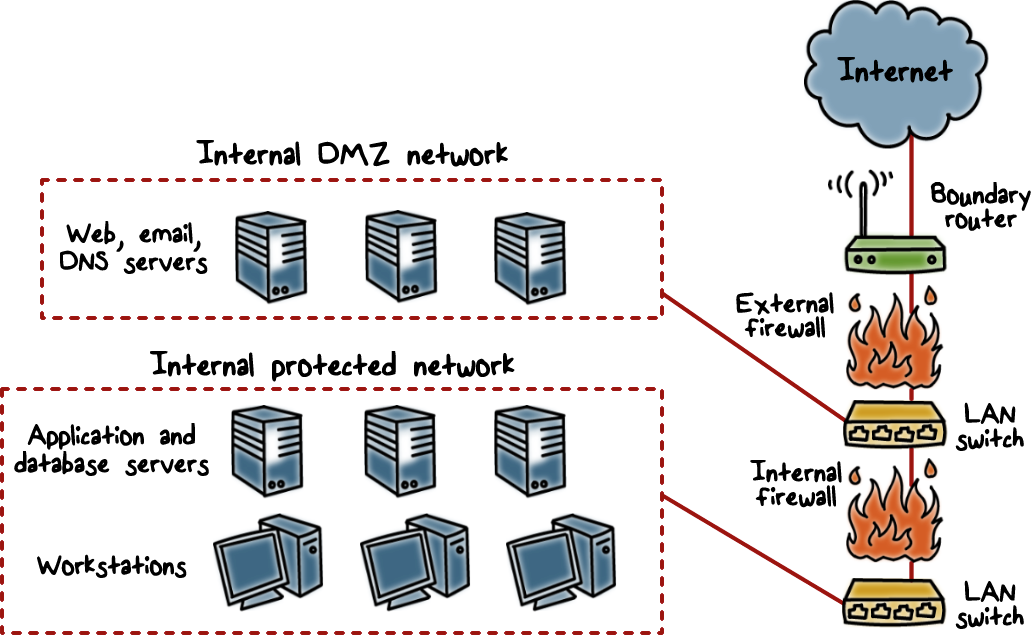 Internet
Internal DMZ network
Boundary
router
Web, email,
DNS servers
External
firewall
Internal protected network
LAN
switch
Application and
database servers
Internal
firewall
Workstations
LAN
switch